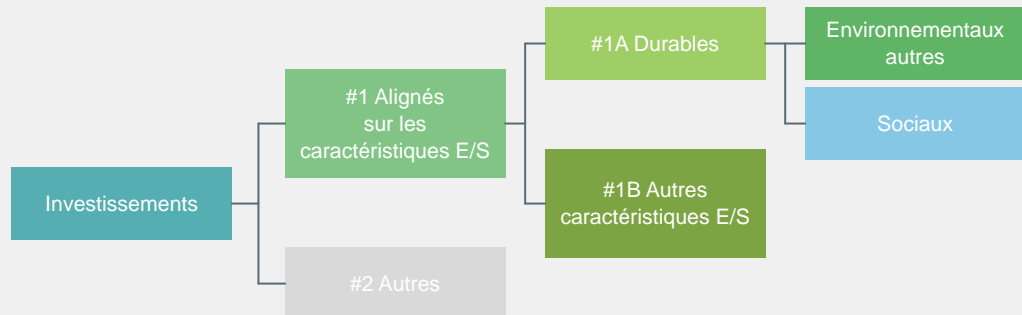 Investissements
#1 Alignés
sur les
caractéristiques E/S
#2 Autres
#1A Durables
#1B Autres
caractéristiques E/S
Environnementaux
autres
Sociaux